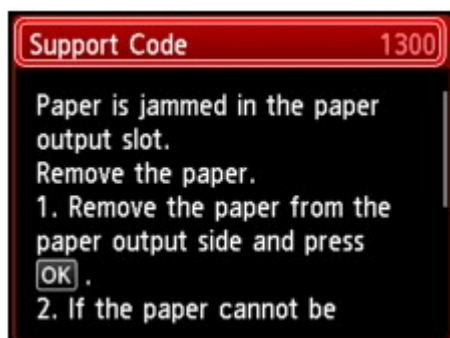 Support Code 1300
Paper is jammed in the paper
output slot.
Remove the paper.
1. Remove the paper from the
paper output side and press
OK .
2. If the paper cannot be